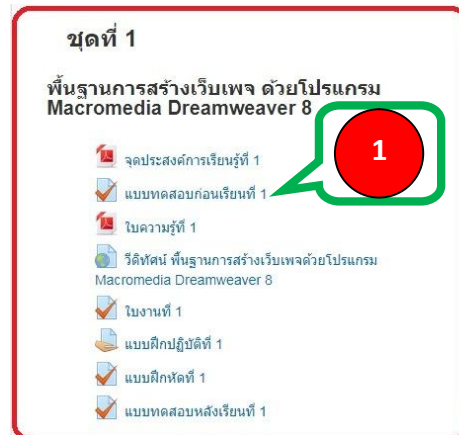 ชุดที่ 1
พื้นฐานการสร้างเว็บเพจ ด้วยโปรแกรม
Macromedia Dreamweaver 8
1
จุดประสงค์การเรียนรู้ที่ 1
แบบทดสอบก่อนเรียนที่ 1
ใบความรู้ที่ 1
วีดิทัศน์ พื้นฐานการสร้างเว็บเพจด้วยโปรแกรม
Macromedia Dreamweaver 8
ใบงานที่ 1
แบบฝึกปฏิบัติที่ 1
แบบฝึกหัดที่ 1
แบบทดสอบหลังเรียนที่ 1